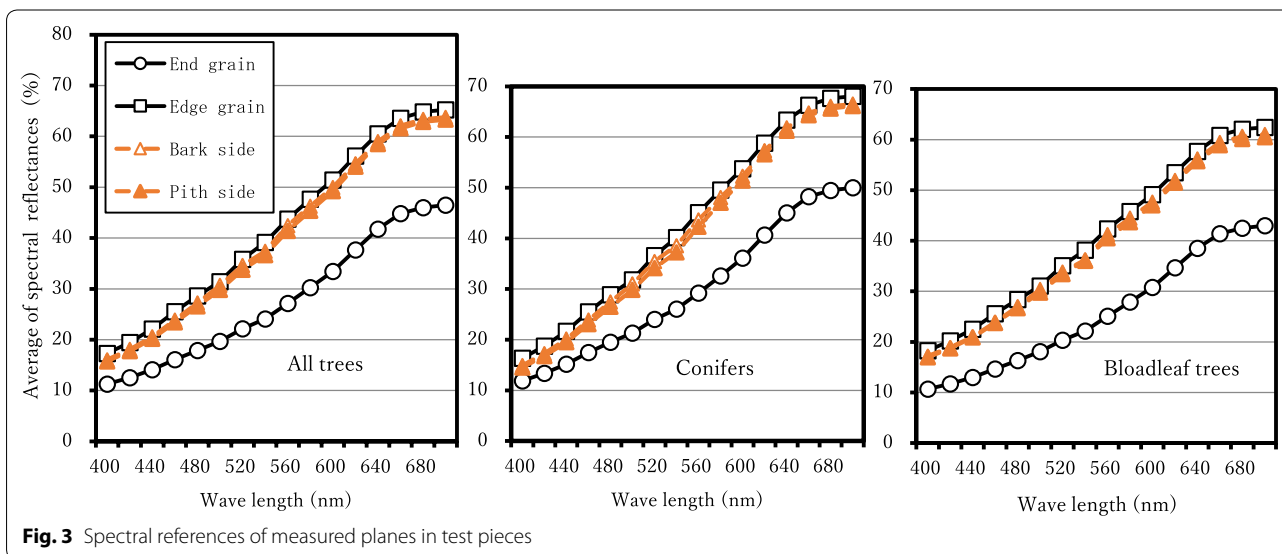 Average of spectral reflectances (%)
80
70
60
50
40
30
20
10
0
End grain
Edge grain
Bark side
Pith side
All trees
400 440 480 520 560 600 640 680
Wave length (nm)
70
60
50
40
30
20
10
0
Conifers
400 440 480 520 560 600 640 680
Wave length (nm)
70
60
50
40
30
20
10
0
Bloadleaf trees
400 440 480 520 560 600 640 680
Wave length (nm)
Fig. 3 Spectral references of measured planes in test pieces